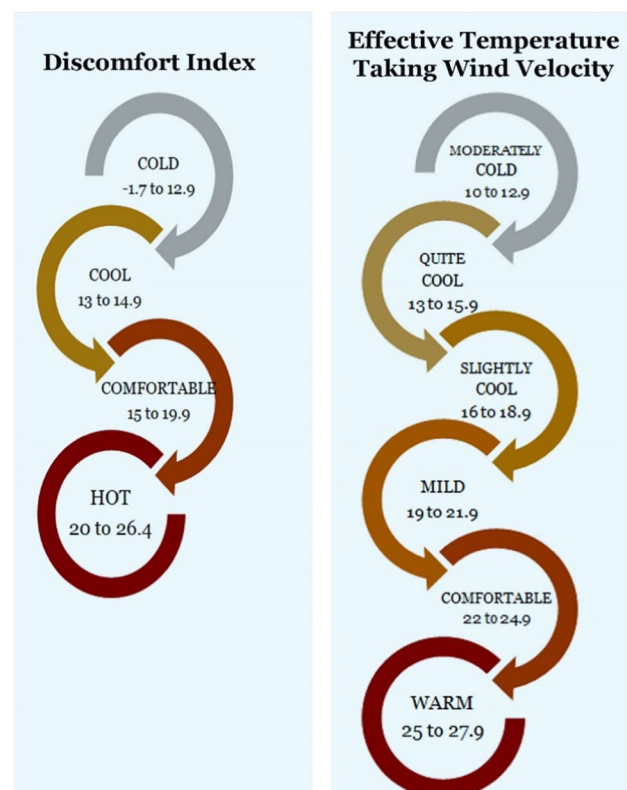 Discomfort Index
COLD
-1.7 to 12.9
COOL
13 to 14.9
COMFORTABLE
15 to 19.9
HOT
20 to 26.4
Effective Temperature
Taking Wind Velocity
MODERATELY
COLD
10 to 12.9
QUITE
COOL
13 to 15.9
SLIGHTLY
COOL
16 to 18.9
MILD
19 to 21.9
COMFORTABLE
22 to 24.9
WARM
25 to 27.9